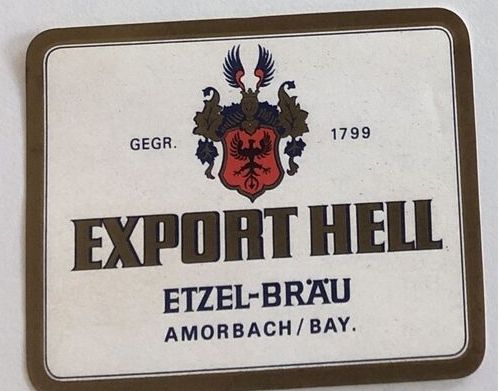 GEGR. 1799
EXPORT HELL
ETZEL-BRÄU
AMORBACH/BAY.